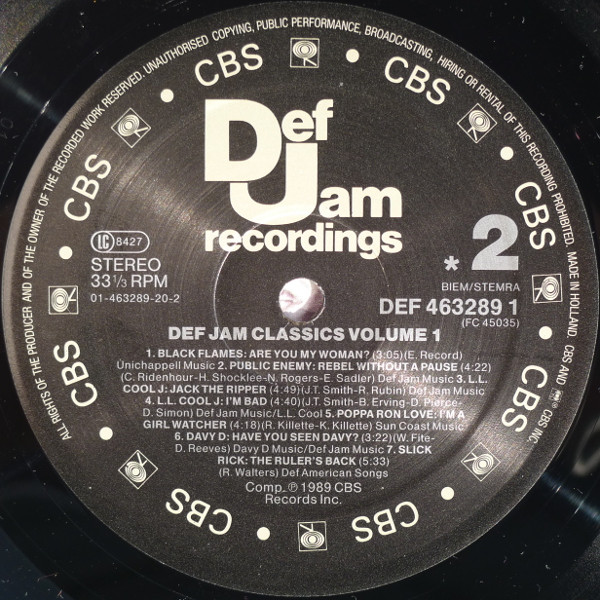 ALL RIGHTS OF THE PRODUCER AND OF THE OWNER OF THE RECORDED WORK RESERVED. UNAUTHORISED COPYING, PUBLIC PERFORMANCE, BROADCASTING, HIRING OR RENTAL OF THIS RECORDING PROHIBITED. MADE IN HOLLAND. CBS AND ARE CBS INC.
CBS
CBS
CBS
CBS
CBS
CBS
CBS
CBS
CBS
Def
Jam
recordings
LC 8427
STEREO
33 1/3 RPM
01-463289-20-2
* 2
BIEM/STEMRA
DEF 463289 1
(FC 45035)
DEF JAM CLASSICS VOLUME 1
1. BLACK FLAMES: ARE YOU MY WOMAN? (3:05) (E. Record)
Unichappell Music 2. PUBLIC ENEMY: REBEL WITHOUT A PAUSE (4:22)
(C. Ridenhour-H. Shocklee-N. Rogers-E. Sadler) Def Jam Music 3. L.L.
COOL J: JACK THE RIPPER (4:49) (J.T. Smith-R. Rubin) Def Jam Music
4. L.L. COOL J: I'M BAD (4:40) (J.T. Smith-B. Erving-D. Pierce-
D. Simon) Def Jam Music/L.L. Cool 5. POPPA RON LOVE: I'M A
GIRL WATCHER (4:18) (R. Killette-K. Killette) Sun Coast Music
6. DAVY D: HAVE YOU SEEN DAVY? (3:22) (W. Fite-
D. Reeves) Davy D Music/Def Jam Music 7. SLICK
RICK: THE RULER'S BACK (5:33)
(R. Walters) Def American Songs
Comp. ℗ 1989 CBS
Records Inc.